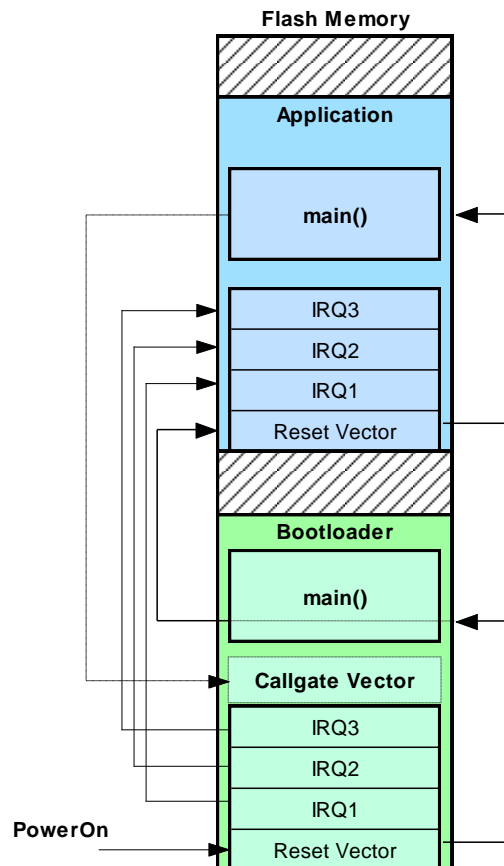 Flash Memory
Application
main()
IRQ3
IRQ2
IRQ1
Reset Vector
Bootloader
main()
Callgate Vector
IRQ3
IRQ2
IRQ1
PowerOn
Reset Vector